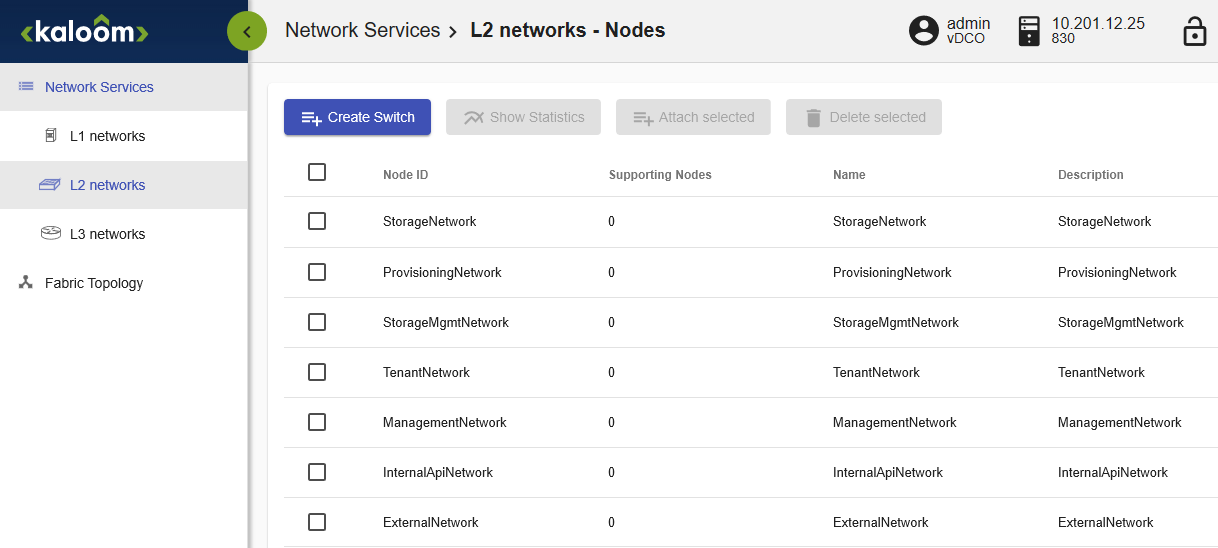 kaloom
Network Services > L2 networks - Nodes
admin
vDCO
10.201.12.25
830
Network Services
L1 networks
L2 networks
L3 networks
Fabric Topology
Create Switch
Show Statistics
Attach selected
Delete selected
Node ID Supporting Nodes Name Description
StorageNetwork 0 StorageNetwork StorageNetwork
ProvisioningNetwork 0 ProvisioningNetwork ProvisioningNetwork
StorageMgmtNetwork 0 StorageMgmtNetwork StorageMgmtNetwork
TenantNetwork 0 TenantNetwork TenantNetwork
ManagementNetwork 0 ManagementNetwork ManagementNetwork
InternalApiNetwork 0 InternalApiNetwork InternalApiNetwork
ExternalNetwork 0 ExternalNetwork ExternalNetwork